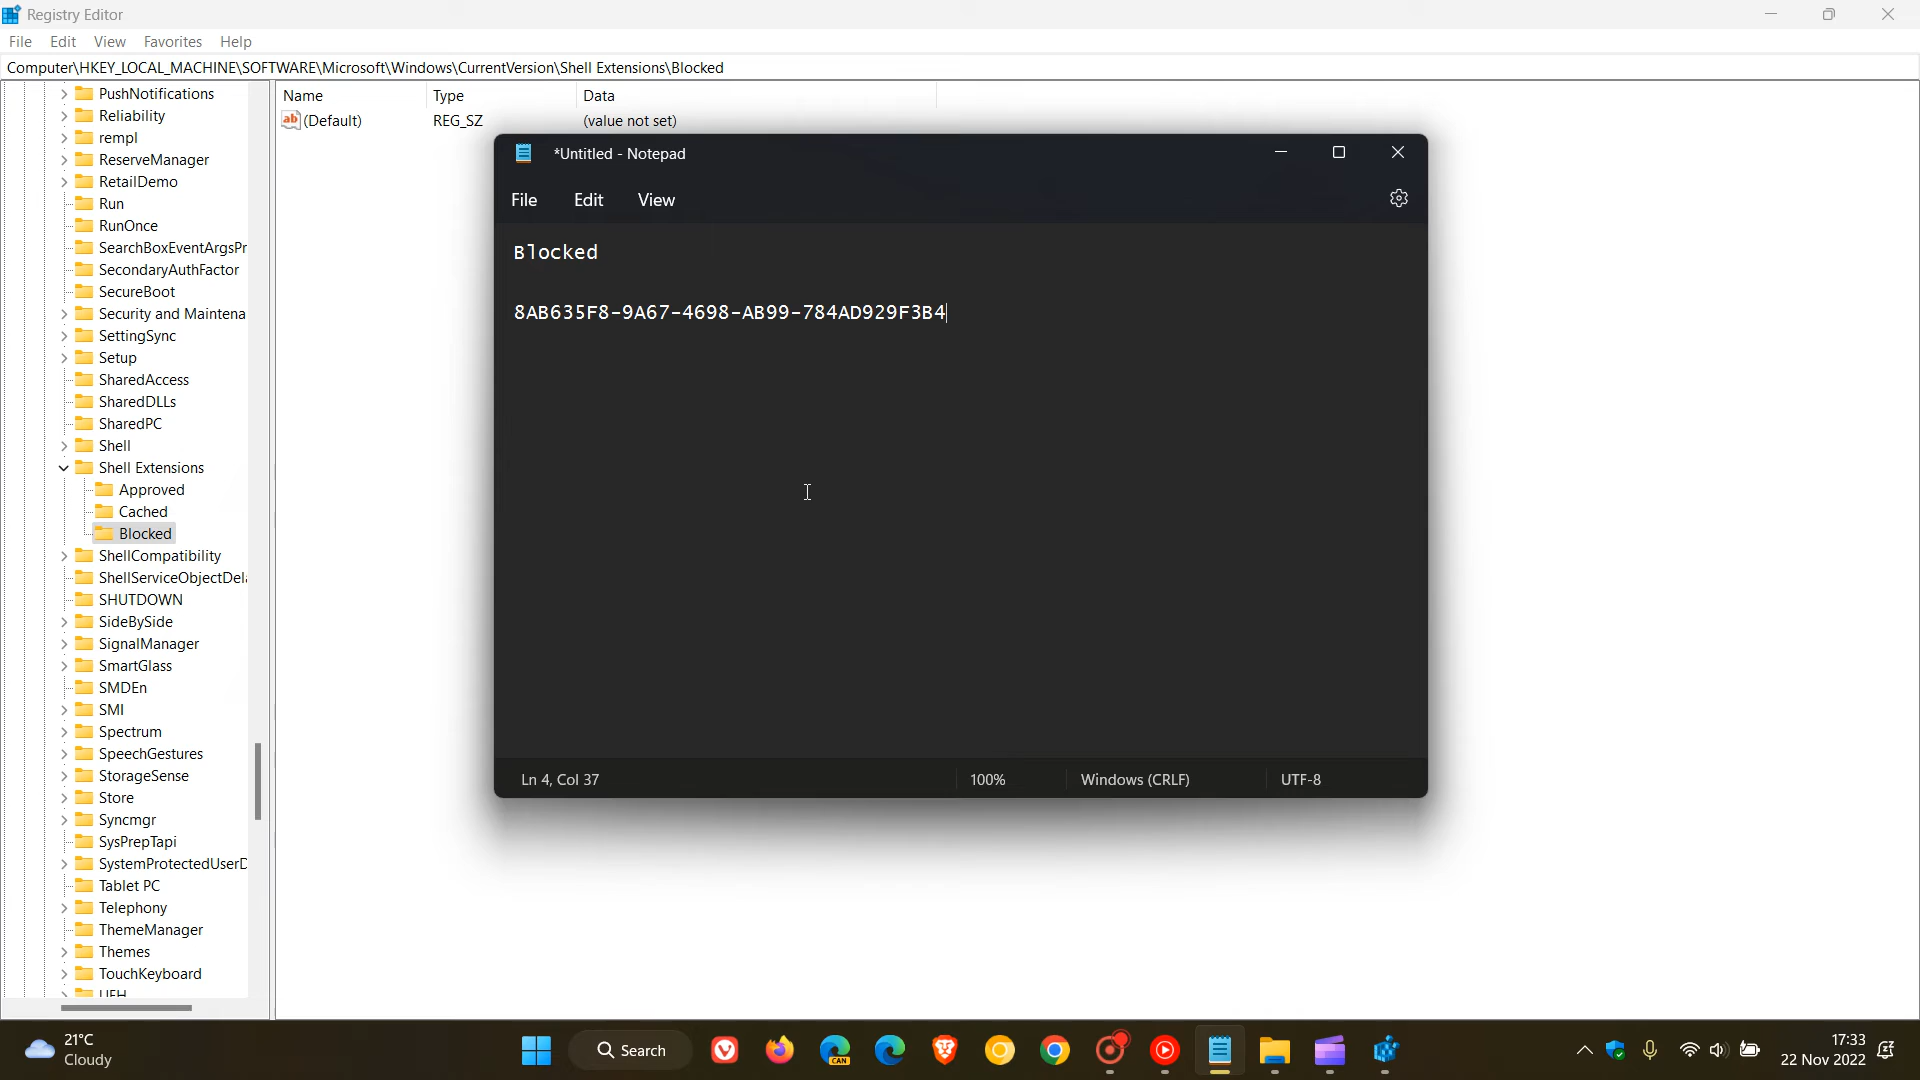 Registry Editor
File Edit View Favorites Help
Computer\HKEY_LOCAL_MACHINE\SOFTWARE\Microsoft\Windows\CurrentVersion\Shell Extensions\Blocked
PushNotifications
Reliability
rempl
ReserveManager
RetailDemo
Run
RunOnce
SearchBoxEventArgsPr
SecondaryAuthFactor
SecureBoot
Security and Maintena
SettingSync
Setup
SharedAccess
SharedDLLs
SharedPC
Shell
Shell Extensions
Approved
Cached
Blocked
ShellCompatibility
ShellServiceObjectDela
SHUTDOWN
SideBySide
SignalManager
SmartGlass
SMDEn
SMI
Spectrum
SpeechGestures
StorageSense
Store
Syncmgr
SysPrepTapi
SystemProtectedUserD
Tablet PC
Telephony
ThemeManager
Themes
TouchKeyboard
UFH
Name Type Data
ab (Default) REG_SZ (value not set)
*Untitled - Notepad
File Edit View
Blocked
8AB635F8-9A67-4698-AB99-784AD929F3B4
Ln 4, Col 37 100% Windows (CRLF) UTF-8
21°C
Cloudy
Search
CAN
17:33
22 Nov 2022